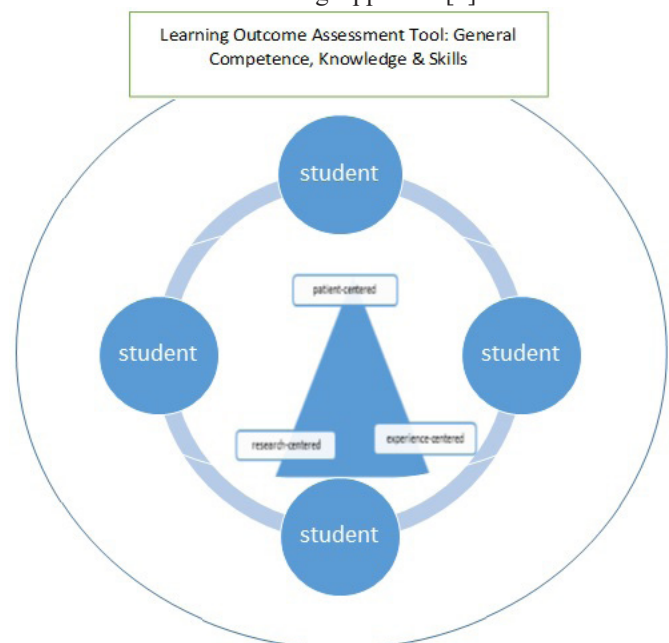 Learning Outcome Assessment Tool: General
Competence, Knowledge & Skills
student
patient-centered
student
student
research-centered
experience-centered
student